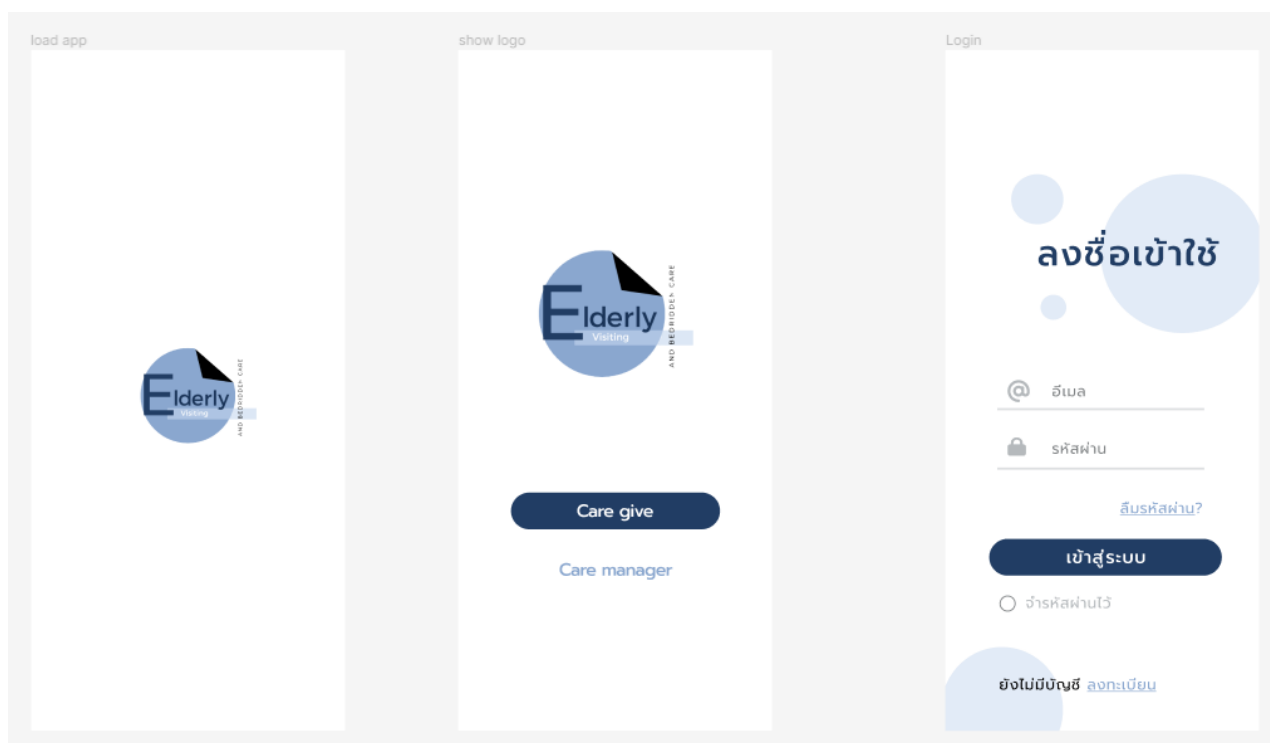 load app
Elderly
Visiting
AND BEDRIDDEN CARE
show logo
Elderly
Visiting
AND BEDRIDDEN CARE
Care give
Care manager
Login
ลงชื่อเข้าใช้
@ อีเมล
รหัสผ่าน
ลืมรหัสผ่าน?
เข้าสู่ระบบ
จำรหัสผ่านไว้
ยังไม่มีบัญชี ลงทะเบียน